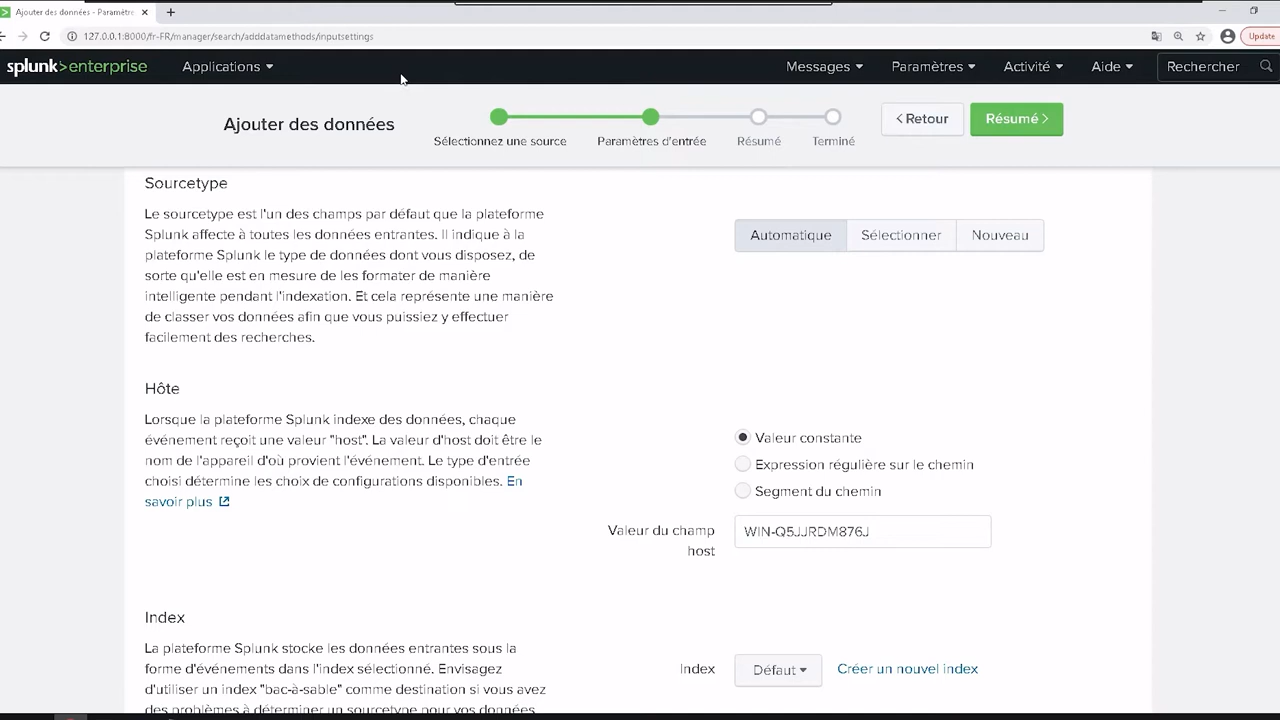 Ajouter des données - Paramètre
127.0.0.1:8000/fr-FR/manager/search/adddatamethods/inputsettings
Update
splunk>enterprise Applications Messages Paramètres Activité Aide Rechercher
Ajouter des données
Sélectionnez une source Paramètres d'entrée Résumé Terminé
< Retour Résumé >
Sourcetype
Le sourcetype est l'un des champs par défaut que la plateforme
Splunk affecte à toutes les données entrantes. Il indique à la
plateforme Splunk le type de données dont vous disposez, de
sorte qu'elle est en mesure de les formater de manière
intelligente pendant l'indexation. Et cela représente une manière
de classer vos données afin que vous puissiez y effectuer
facilement des recherches.
Automatique Sélectionner Nouveau
Hôte
Lorsque la plateforme Splunk indexe des données, chaque
événement reçoit une valeur "host". La valeur d'host doit être le
nom de l'appareil d'où provient l'événement. Le type d'entrée
choisi détermine les choix de configurations disponibles. En
savoir plus
Valeur constante
Expression régulière sur le chemin
Segment du chemin
Valeur du champ
host
WIN-Q5JJRDM876J
Index
La plateforme Splunk stocke les données entrantes sous la
forme d'événements dans l'index sélectionné. Envisagez
d'utiliser un index "bac-à-sable" comme destination si vous avez
des problèmes à déterminer un sourcetype pour vos données
Index Défaut Créer un nouvel index